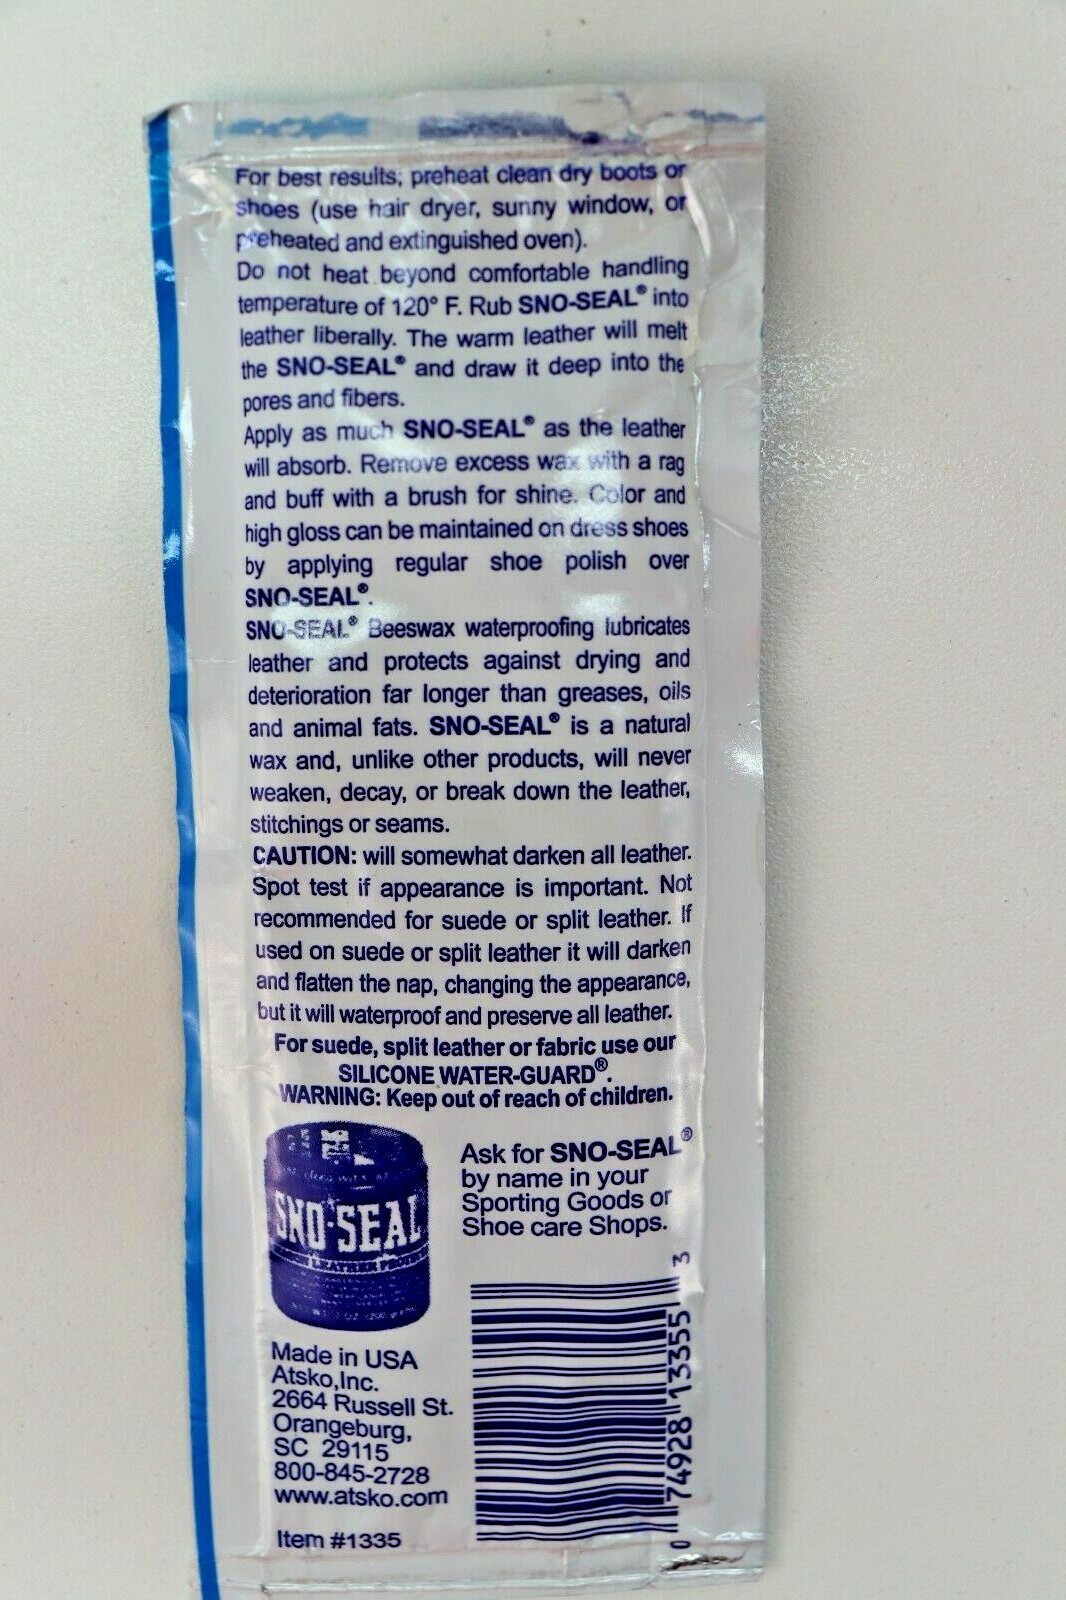 For best results; preheat clean dry boots or
shoes (use hair dryer, sunny window, or
preheated and extinguished oven).
Do not heat beyond comfortable handling
temperature of 120° F. Rub SNO-SEAL® into
leather liberally. The warm leather will melt
the SNO-SEAL® and draw it deep into the
pores and fibers.
Apply as much SNO-SEAL® as the leather
will absorb. Remove excess wax with a rag
and buff with a brush for shine. Color and
high gloss can be maintained on dress shoes
by applying regular shoe polish over
SNO-SEAL®.
SNO-SEAL® Beeswax waterproofing lubricates
leather and protects against drying and
deterioration far longer than greases, oils
and animal fats. SNO-SEAL® is a natural
wax and, unlike other products, will never
weaken, decay, or break down the leather,
stitchings or seams.
CAUTION: will somewhat darken all leather.
Spot test if appearance is important. Not
recommended for suede or split leather. If
used on suede or split leather it will darken
and flatten the nap, changing the appearance,
but it will waterproof and preserve all leather.
For suede, split leather or fabric use our
SILICONE WATER-GUARD®.
WARNING: Keep out of reach of children.
SNO-SEAL
LEATHER
Ask for SNO-SEAL®
by name in your
Sporting Goods or
Shoe care Shops.
Made in USA
Atsko,Inc.
2664 Russell St.
Orangeburg,
SC 29115
800-845-2728
www.atsko.com
Item #1335
0 74928 13355 3